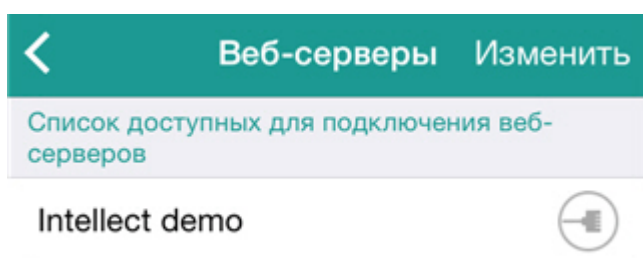 Веб-серверы Изменить
Список доступных для подключения веб-
серверов
Intellect demo